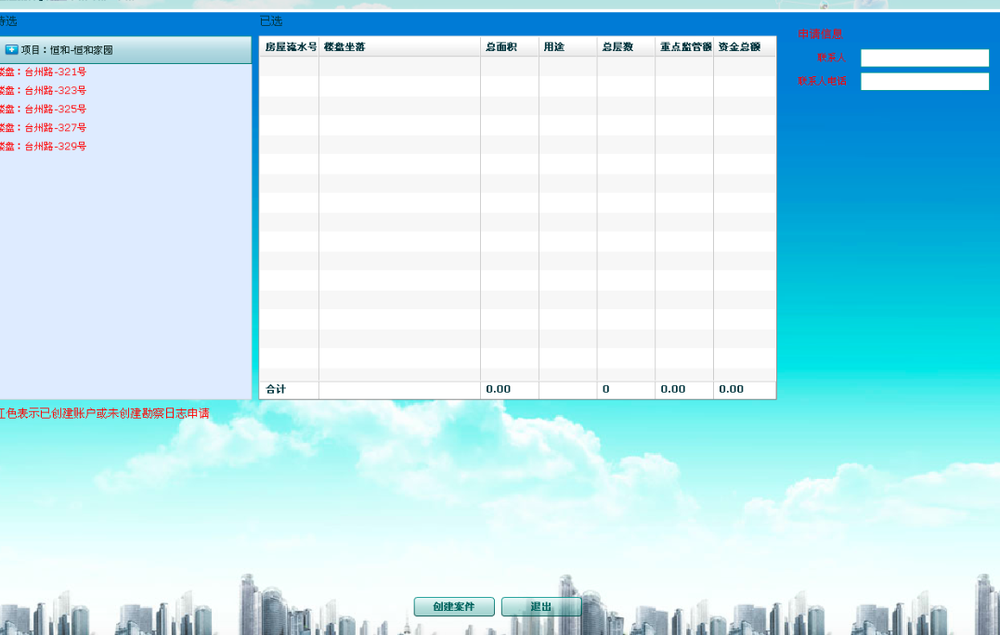 待选
已选
申请信息
项目：恒和-恒和家园
房屋流水号 楼盘坐落 总面积 用途 总层数 重点监管额 资金总额
联系人
楼盘：台州路-321号
联系人电话
楼盘：台州路-323号
楼盘：台州路-325号
楼盘：台州路-327号
楼盘：台州路-329号
合计 0.00 0 0.00 0.00
红色表示已创建账户或未创建勘察日志申请
创建案件 退出